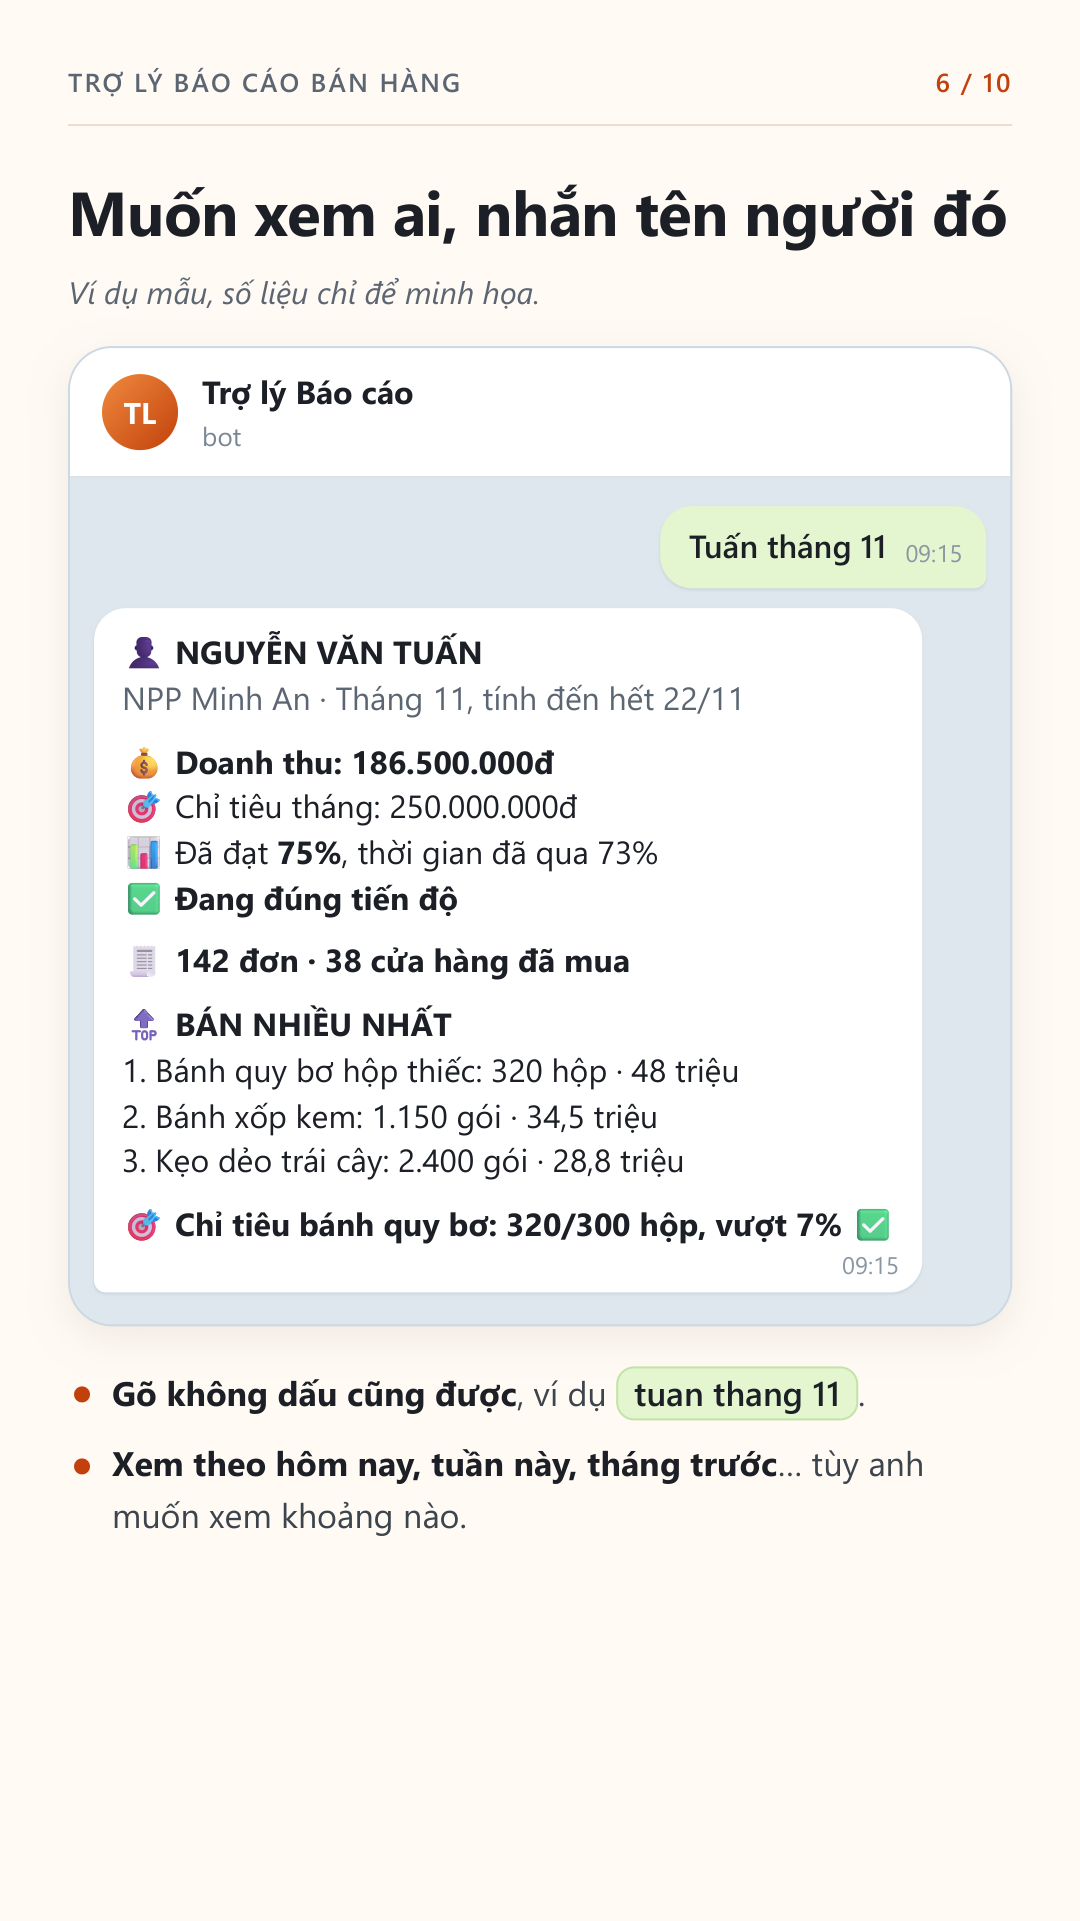 TRỢ LÝ BÁO CÁO BÁN HÀNG
6 / 10
Muốn xem ai, nhắn tên người đó
Ví dụ mẫu, số liệu chỉ để minh họa.
TL
Trợ lý Báo cáo
bot
Tuấn tháng 11 09:15
👤 NGUYỄN VĂN TUẤN
NPP Minh An · Tháng 11, tính đến hết 22/11
💰 Doanh thu: 186.500.000đ
🎯 Chỉ tiêu tháng: 250.000.000đ
📊 Đã đạt 75%, thời gian đã qua 73%
✅ Đang đúng tiến độ
🧾 142 đơn · 38 cửa hàng đã mua
🔝 BÁN NHIỀU NHẤT
1. Bánh quy bơ hộp thiếc: 320 hộp · 48 triệu
2. Bánh xốp kem: 1.150 gói · 34,5 triệu
3. Kẹo dẻo trái cây: 2.400 gói · 28,8 triệu
🎯 Chỉ tiêu bánh quy bơ: 320/300 hộp, vượt 7% ✅
09:15
Gõ không dấu cũng được, ví dụ tuan thang 11.
Xem theo hôm nay, tuần này, tháng trước... tùy anh
muốn xem khoảng nào.